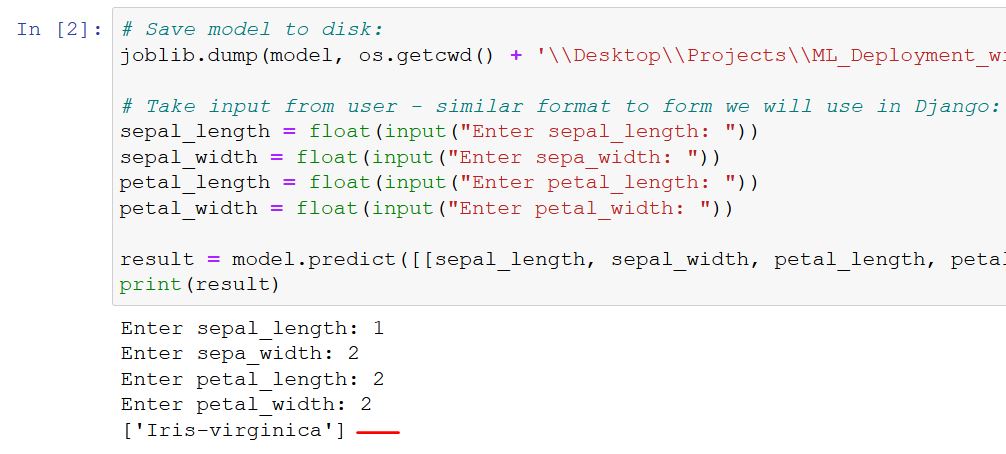 In [2]: # Save model to disk:
joblib.dump(model, os.getcwd() + '\\Desktop\\Projects\\ML_Deployment_wi
# Take input from user - similar format to form we will use in Django:
sepal_length = float(input("Enter sepal_length: "))
sepal_width = float(input("Enter sepa_width: "))
petal_length = float(input("Enter petal_length: "))
petal_width = float(input("Enter petal_width: "))
result = model.predict([[sepal_length, sepal_width, petal_length, petal
print(result)
Enter sepal_length: 1
Enter sepa_width: 2
Enter petal_length: 2
Enter petal_width: 2
['Iris-virginica']